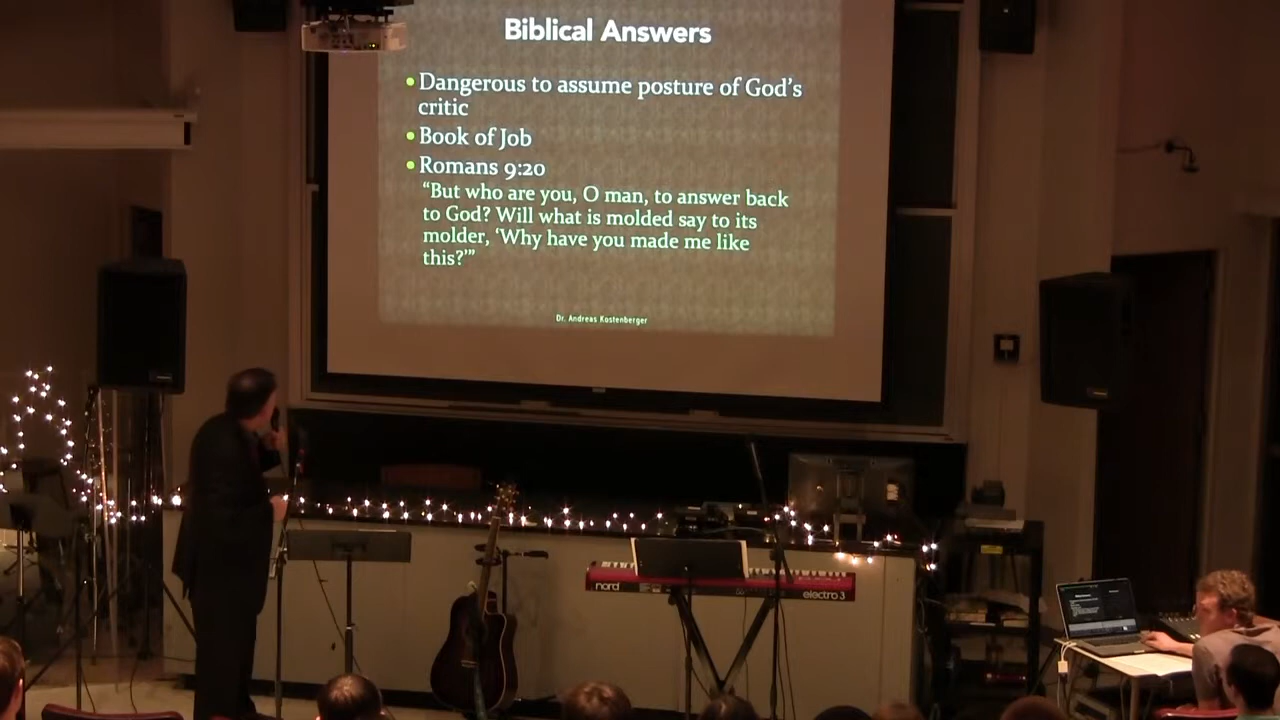 Biblical Answers
• Dangerous to assume posture of God's
critic
• Book of Job
• Romans 9:20
“But who are you, O man, to answer back
to God? Will what is molded say to its
molder, ‘Why have you made me like
this?’”
Dr. Andreas Kostenberger
nord
electro 3